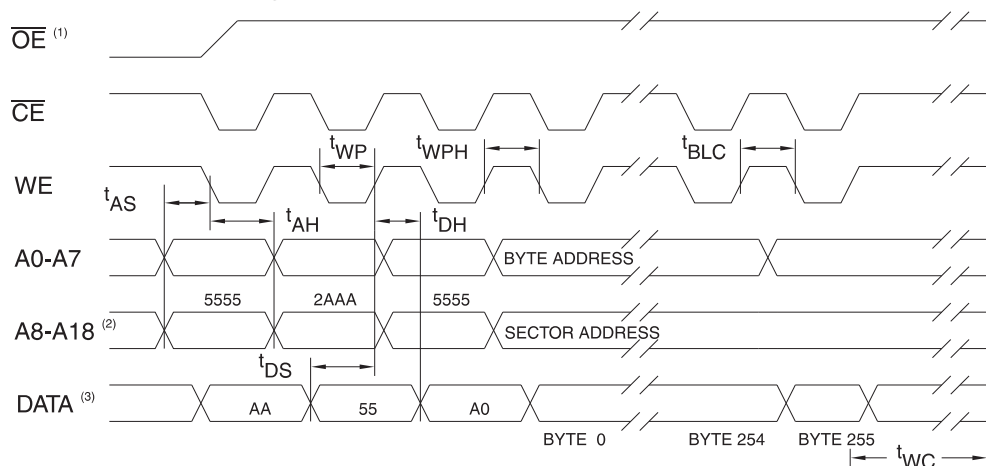 OE (1)
CE
tWP tWPH tBLC
WE
tAS
tAH tDH
A0-A7 BYTE ADDRESS
5555 2AAA 5555
A8-A18 (2) SECTOR ADDRESS
tDS
DATA (3) AA 55 A0
BYTE 0 BYTE 254 BYTE 255
tWC